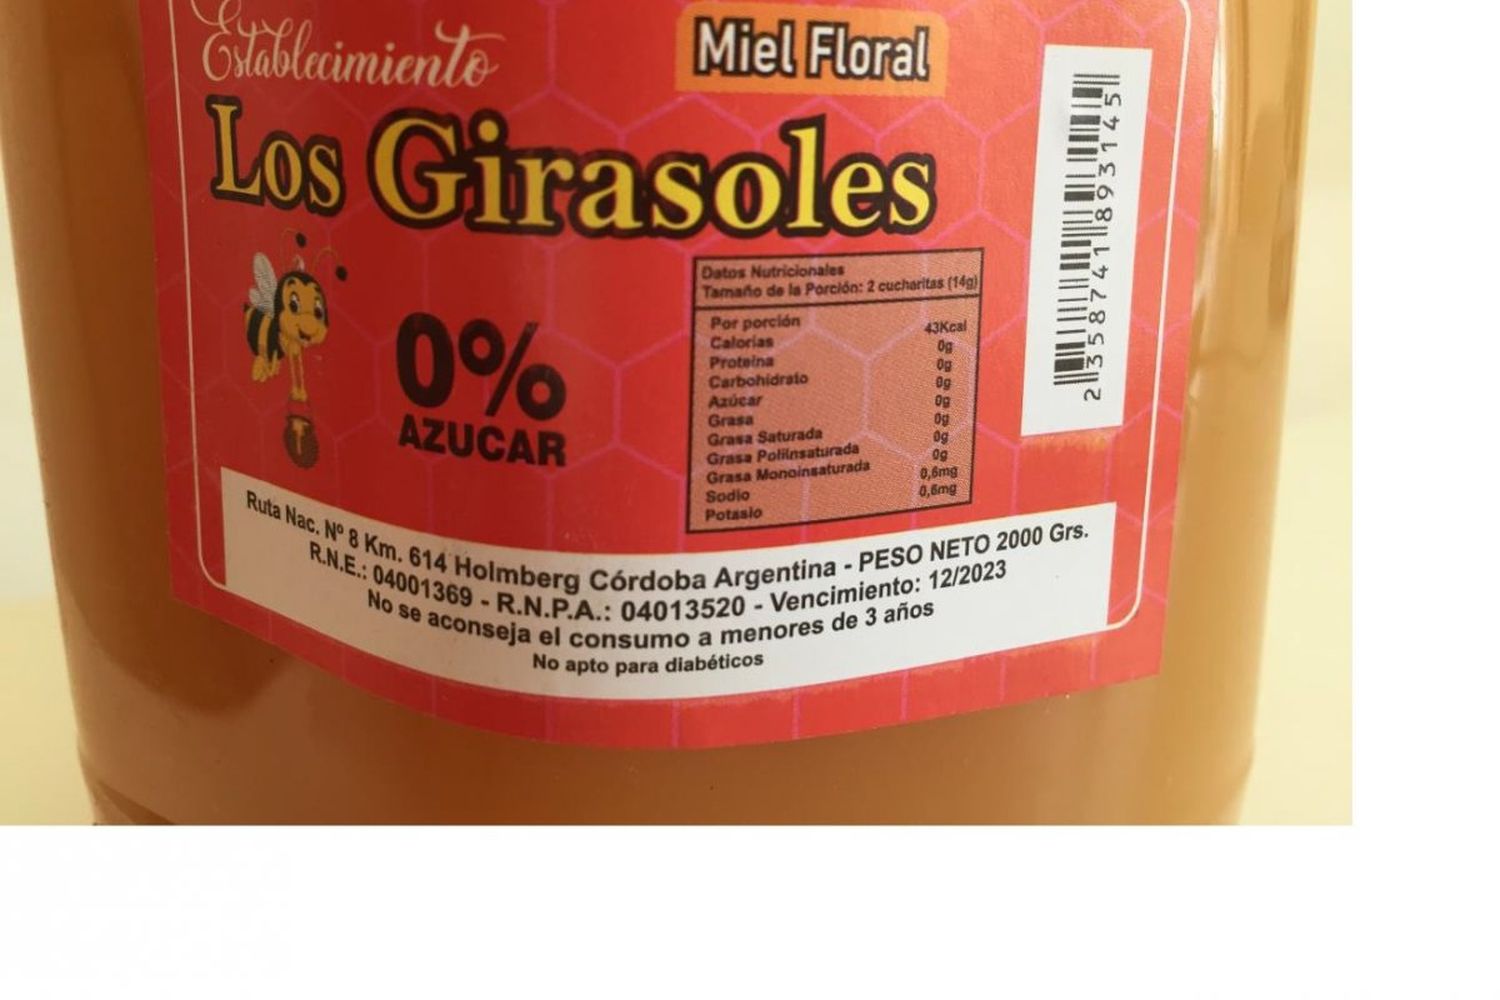 Establecimiento
Miel Floral
Los Girasoles
0%
AZUCAR
Datos Nutricionales
Tamaño de la Porción: 2 cucharitas (14g)
Por porción
Calorías 43Kcal
Proteína 0g
Carbohidrato 0g
Azúcar 0g
Grasa 0g
Grasa Saturada 0g
Grasa Poliinsaturada 0g
Grasa Monoinsaturada 0g
Sodio 0,6mg
Potasio 0,6mg
2 358741 893145
Ruta Nac. Nº 8 Km. 614 Holmberg Córdoba Argentina - PESO NETO 2000 Grs.
R.N.E.: 04001369 - R.N.P.A.: 04013520 - Vencimiento: 12/2023
No se aconseja el consumo a menores de 3 años
No apto para diabéticos